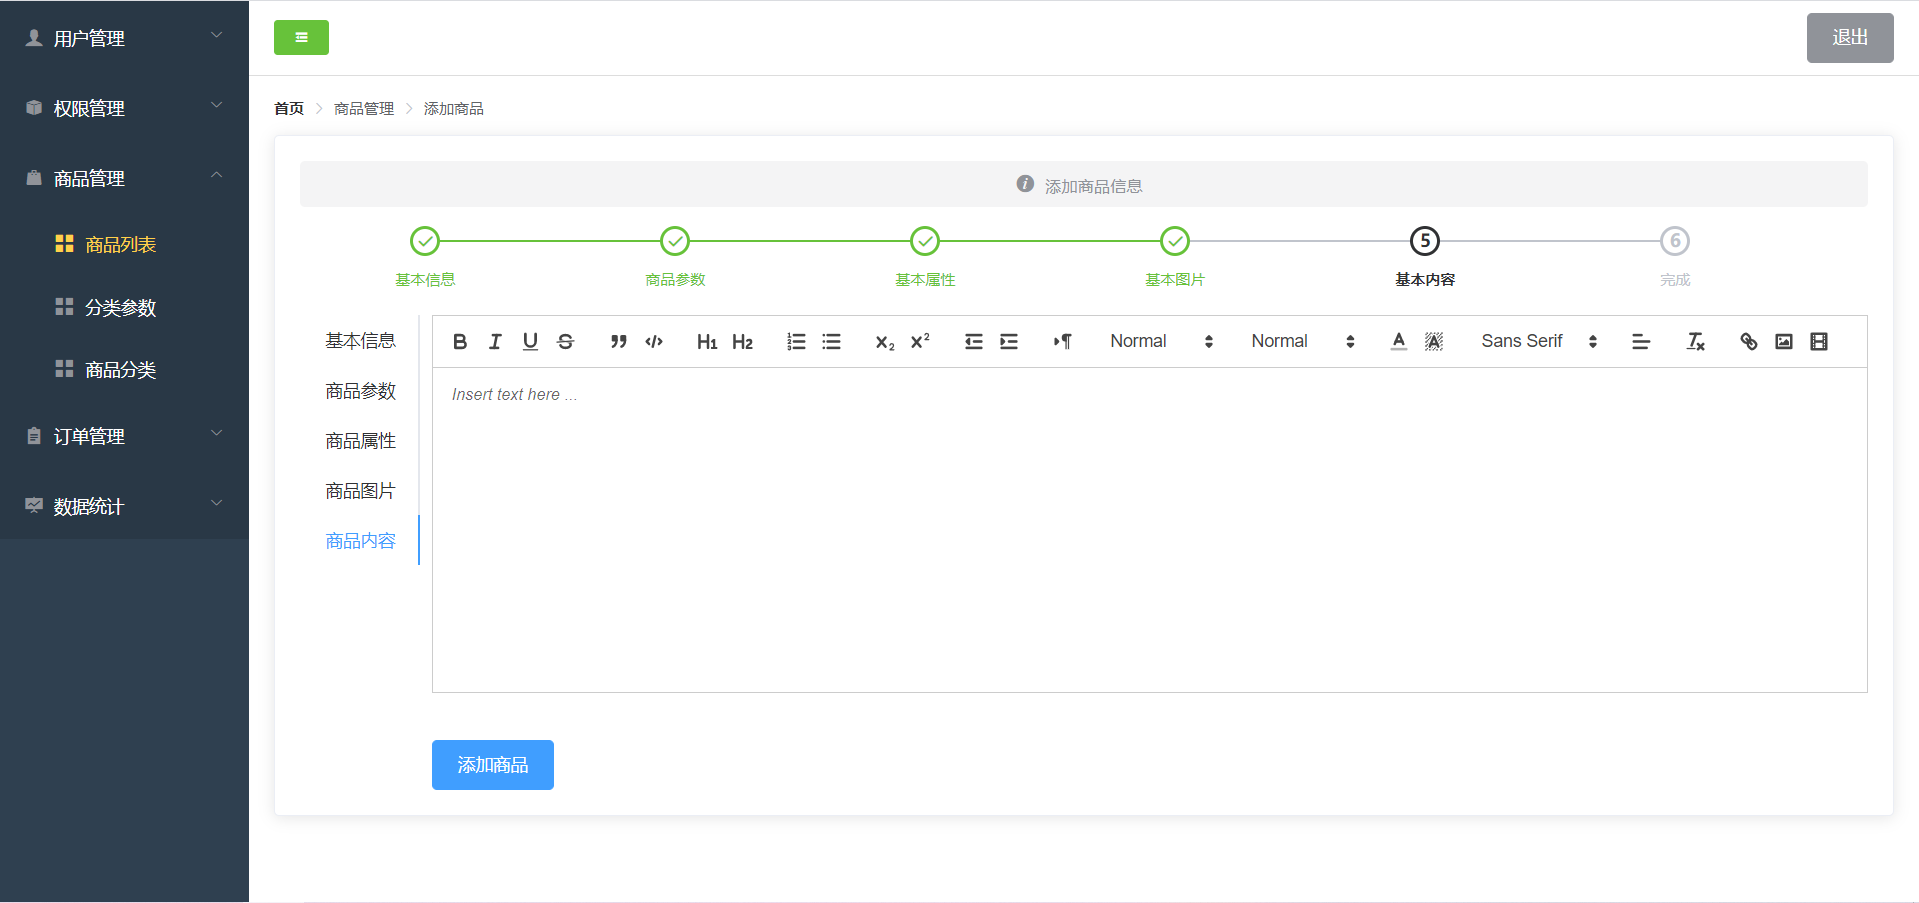 用户管理
权限管理
商品管理
商品列表
分类参数
商品分类
订单管理
数据统计
退出
首页 商品管理 添加商品
添加商品信息
5 6
基本信息 商品参数 基本属性 基本图片 基本内容 完成
基本信息
商品参数
商品属性
商品图片
商品内容
B I U S H1 H2 x2 x2 Normal Normal A A Sans Serif Tx
Insert text here ...
添加商品